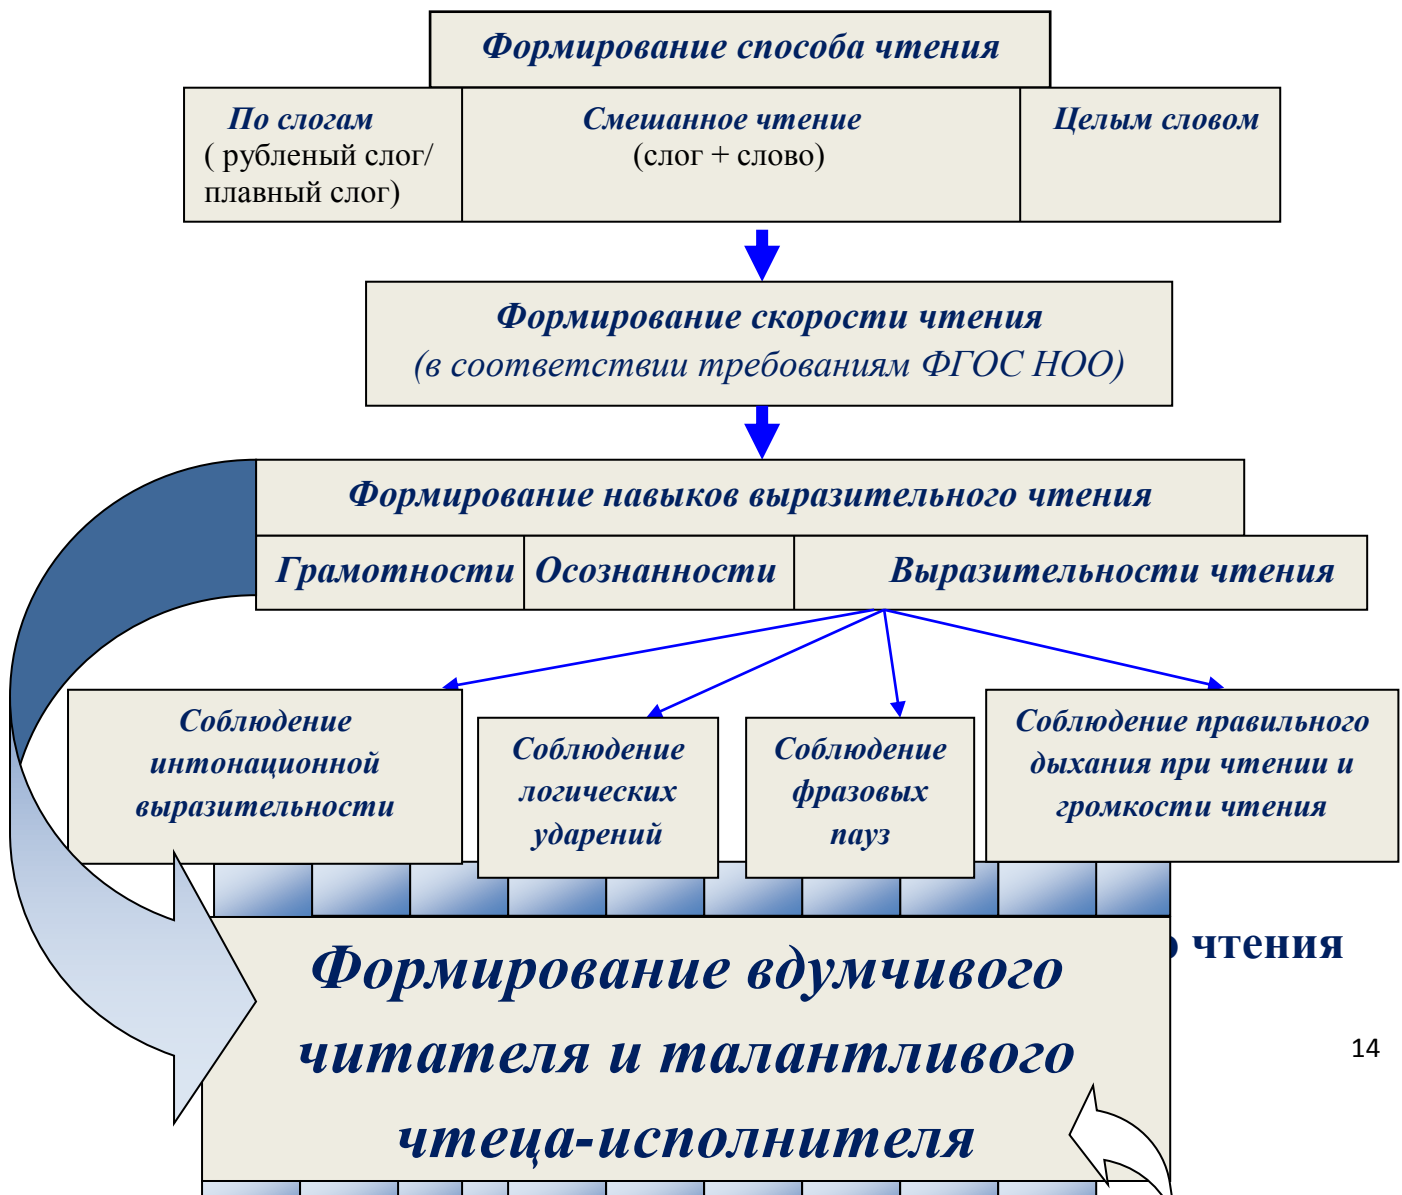 Формирование способа чтения
По слогам
( рубленый слог/
плавный слог)
Смешанное чтение
(слог + слово)
Целым словом
Формирование скорости чтения
(в соответствии требованиям ФГОС НОО)
Формирование навыков выразительного чтения
Грамотности
Осознанности
Выразительности чтения
Соблюдение
интонационной
выразительности
Соблюдение
логических
ударений
Соблюдение
фразовых
пауз
Соблюдение правильного
дыхания при чтении и
громкости чтения
чтения
Формирование вдумчивого
читателя и талантливого
чтеца-исполнителя
14